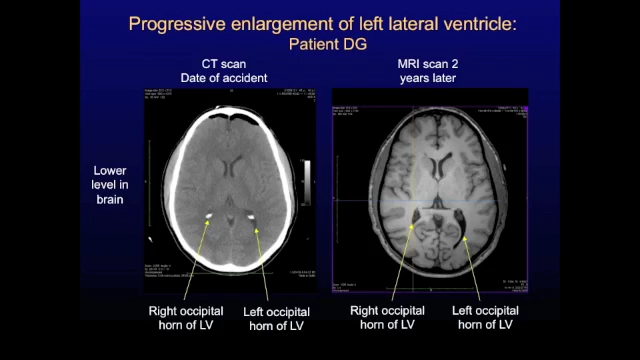 Progressive enlargement of left lateral ventricle:
Patient DG
CT scan
Date of accident
MRI scan 2
years later
Lower
level in
brain
Right occipital
horn of LV
Left occipital
horn of LV
Right occipital
horn of LV
Left occipital
horn of LV